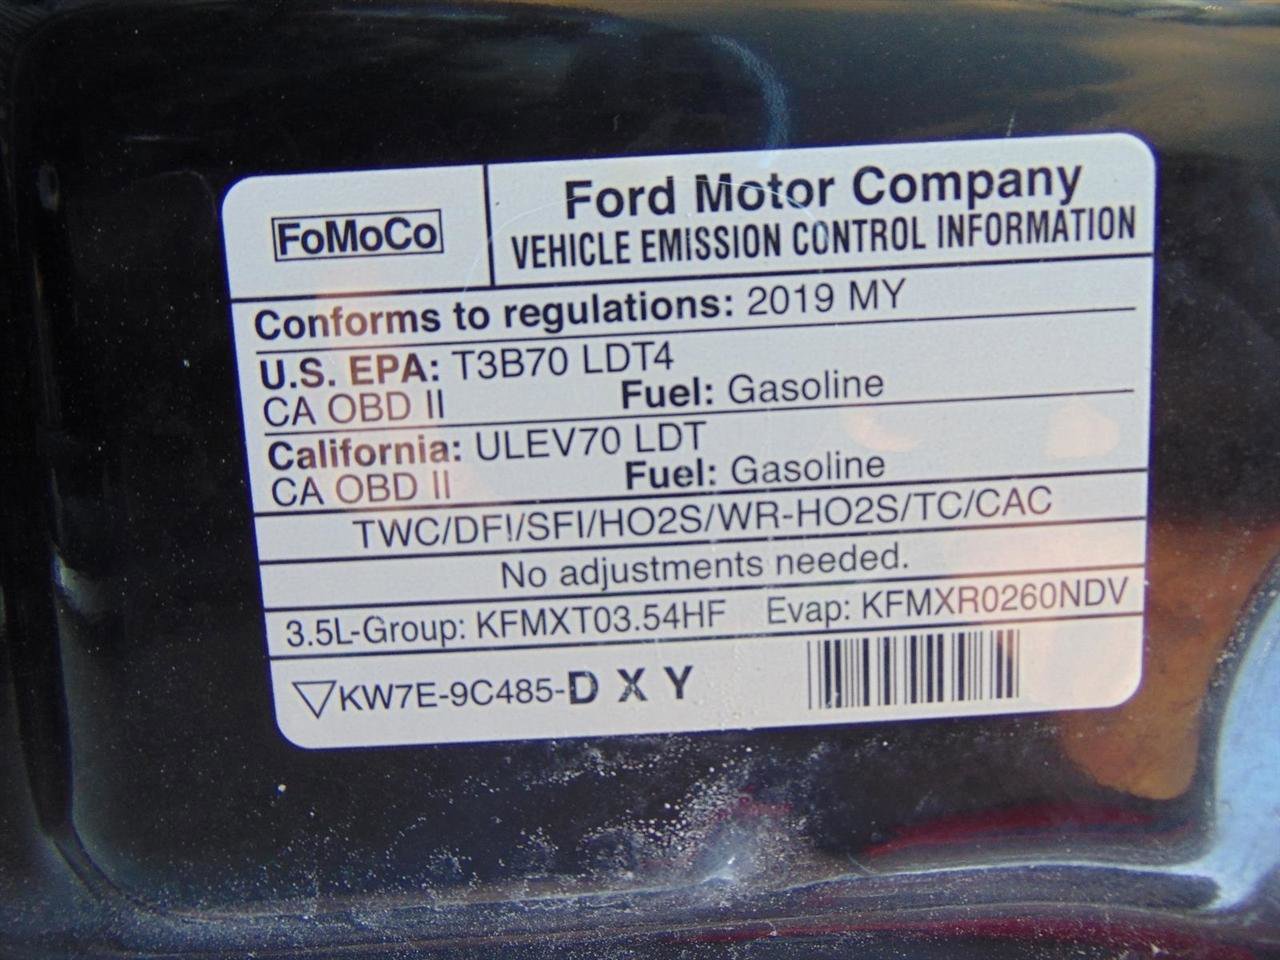 FoMoCo
Ford Motor Company
VEHICLE EMISSION CONTROL INFORMATION
Conforms to regulations: 2019 MY
U.S. EPA: T3B70 LDT4
CA OBD II Fuel: Gasoline
California: ULEV70 LDT
CA OBD II Fuel: Gasoline
TWC/DFI/SFI/HO2S/WR-HO2S/TC/CAC
No adjustments needed.
3.5L-Group: KFMXT03.54HF Evap: KFMXR0260NDV
▽KW7E-9C485-D X Y